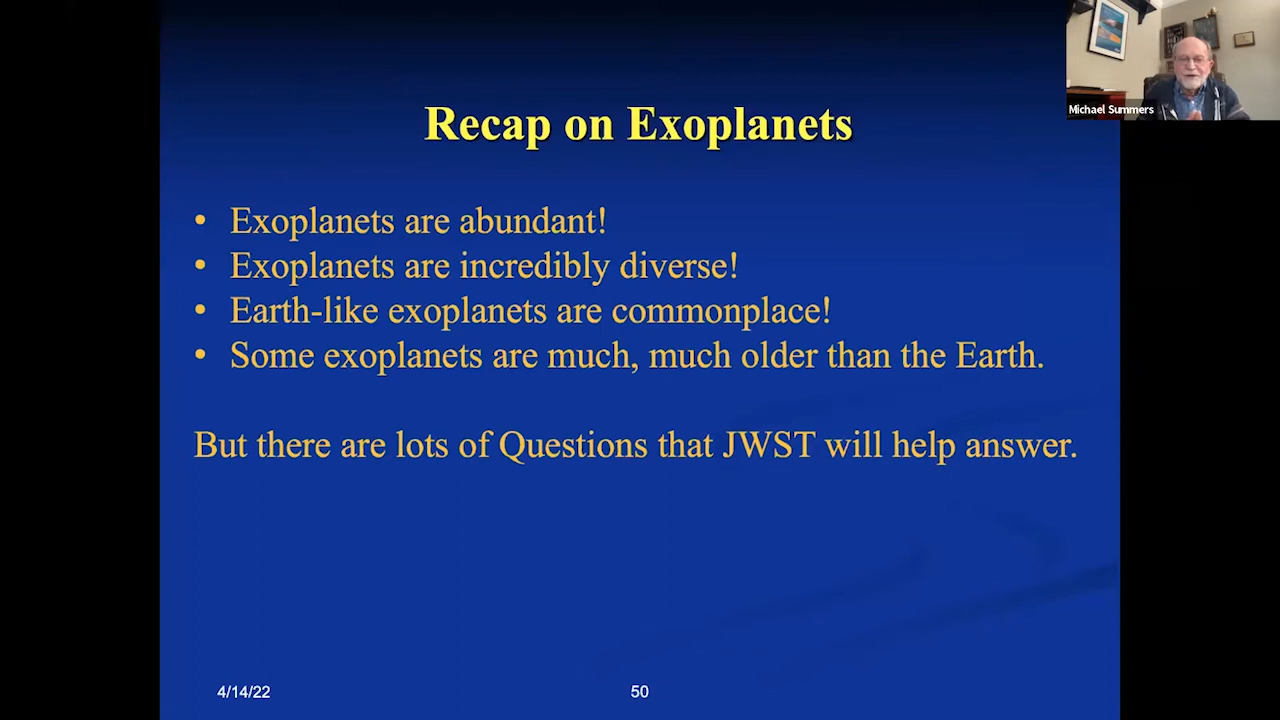 Recap on Exoplanets
• Exoplanets are abundant!
• Exoplanets are incredibly diverse!
• Earth-like exoplanets are commonplace!
• Some exoplanets are much, much older than the Earth.
But there are lots of Questions that JWST will help answer.
4/14/22
50
Michael Summers